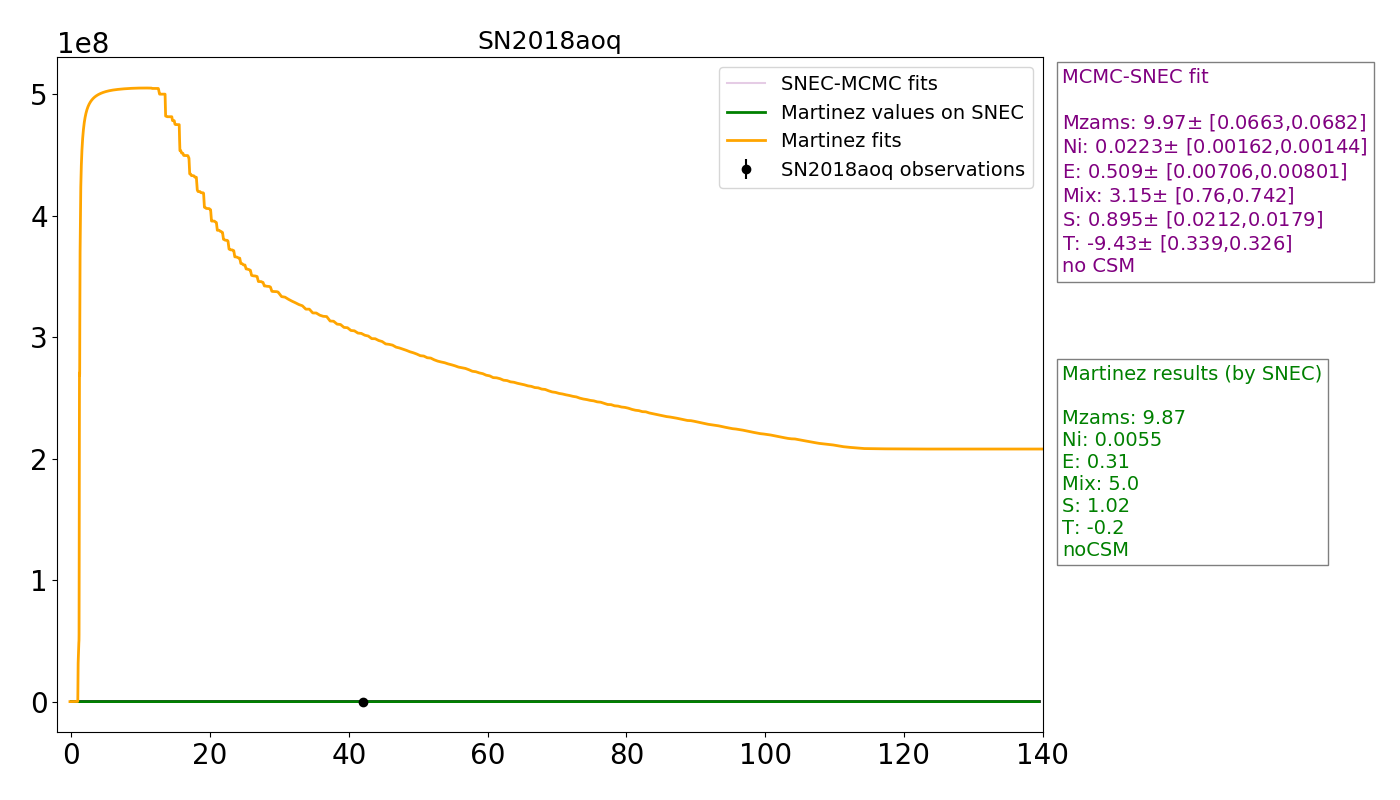 SN2018aoq
1e8
5
4
3
2
1
0
0 20 40 60 80 100 120 140
SNEC-MCMC fits
Martinez values on SNEC
Martinez fits
SN2018aoq observations
MCMC-SNEC fit
Mzams: 9.97± [0.0663,0.0682]
Ni: 0.0223± [0.00162,0.00144]
E: 0.509± [0.00706,0.00801]
Mix: 3.15± [0.76,0.742]
S: 0.895± [0.0212,0.0179]
T: -9.43± [0.339,0.326]
no CSM
Martinez results (by SNEC)
Mzams: 9.87
Ni: 0.0055
E: 0.31
Mix: 5.0
S: 1.02
T: -0.2
noCSM